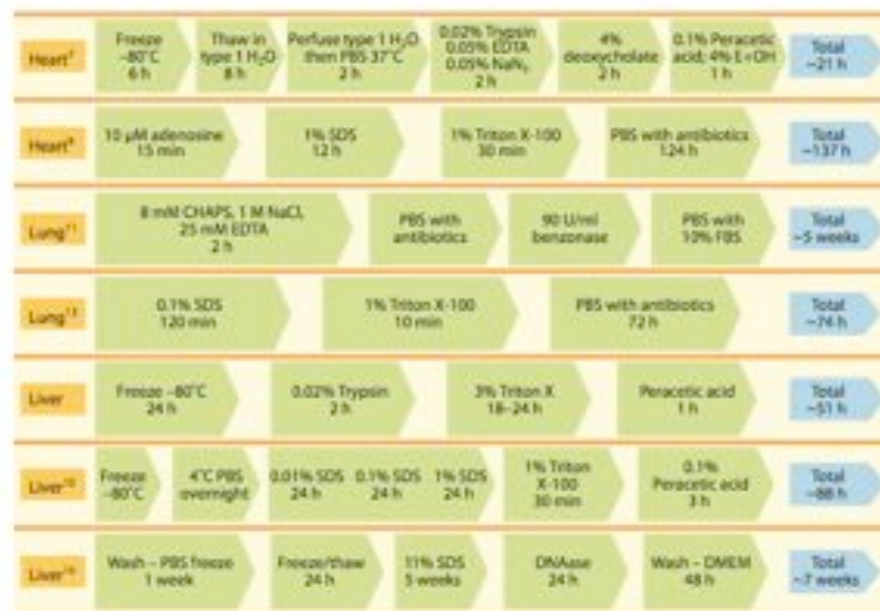 Heart⁷
Freeze
–80°C
6 h
Thaw in
type 1 H₂O
8 h
Perfuse type 1 H₂O
then PBS 37°C
2 h
0.02% Trypsin
0.05% EDTA
0.05% NaN₃
2 h
4%
deoxycholate
2 h
0.1% Peracetic
acid; 4% E+OH
1 h
Total
~21 h
Heart
10 µM adenosine
15 min
1% SDS
12 h
1% Triton X-100
30 min
PBS with antibiotics
124 h
Total
~137 h
Lung¹¹
8 mM CHAPS, 1 M NaCl,
25 mM EDTA
2 h
PBS with
antibiotics
90 U/ml
benzonase
PBS with
10% FBS
Total
~5 weeks
Lung
0.1% SDS
120 min
1% Triton X-100
10 min
PBS with antibiotics
72 h
Total
~74 h
Liver
Freeze –80°C
24 h
0.02% Trypsin
2 h
3% Triton X
18–24 h
Peracetic acid
1 h
Total
~51 h
Liver
Freeze
–80°C
4°C PBS
overnight
0.01% SDS 0.1% SDS 1% SDS
24 h 24 h 24 h
1% Triton
X-100
30 min
0.1%
Peracetic acid
3 h
Total
~88 h
Liver
Wash – PBS freeze
1 week
Freeze/thaw
24 h
11% SDS
5 weeks
DNAase
24 h
Wash – DMEM
48 h
Total
~7 weeks